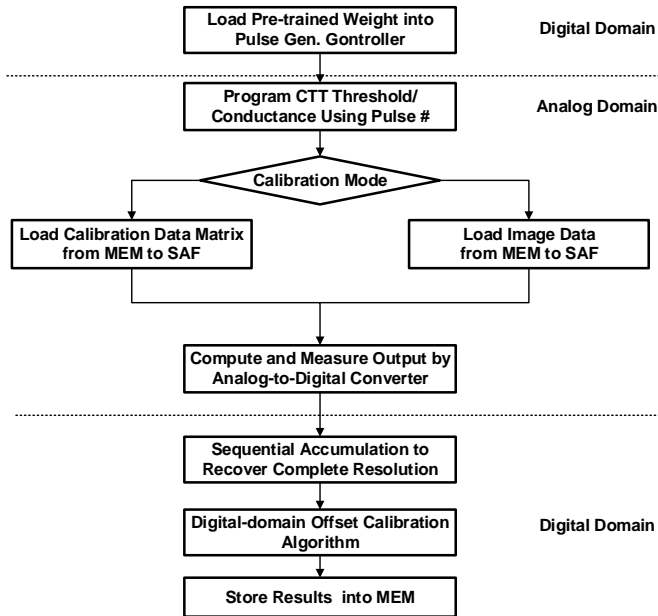 Load Pre-trained Weight into
Pulse Gen. Gontroller
Digital Domain
Program CTT Threshold/
Conductance Using Pulse #
Analog Domain
Calibration Mode
Load Calibration Data Matrix
from MEM to SAF
Load Image Data
from MEM to SAF
Compute and Measure Output by
Analog-to-Digital Converter
Sequential Accumulation to
Recover Complete Resolution
Digital-domain Offset Calibration
Algorithm
Digital Domain
Store Results into MEM